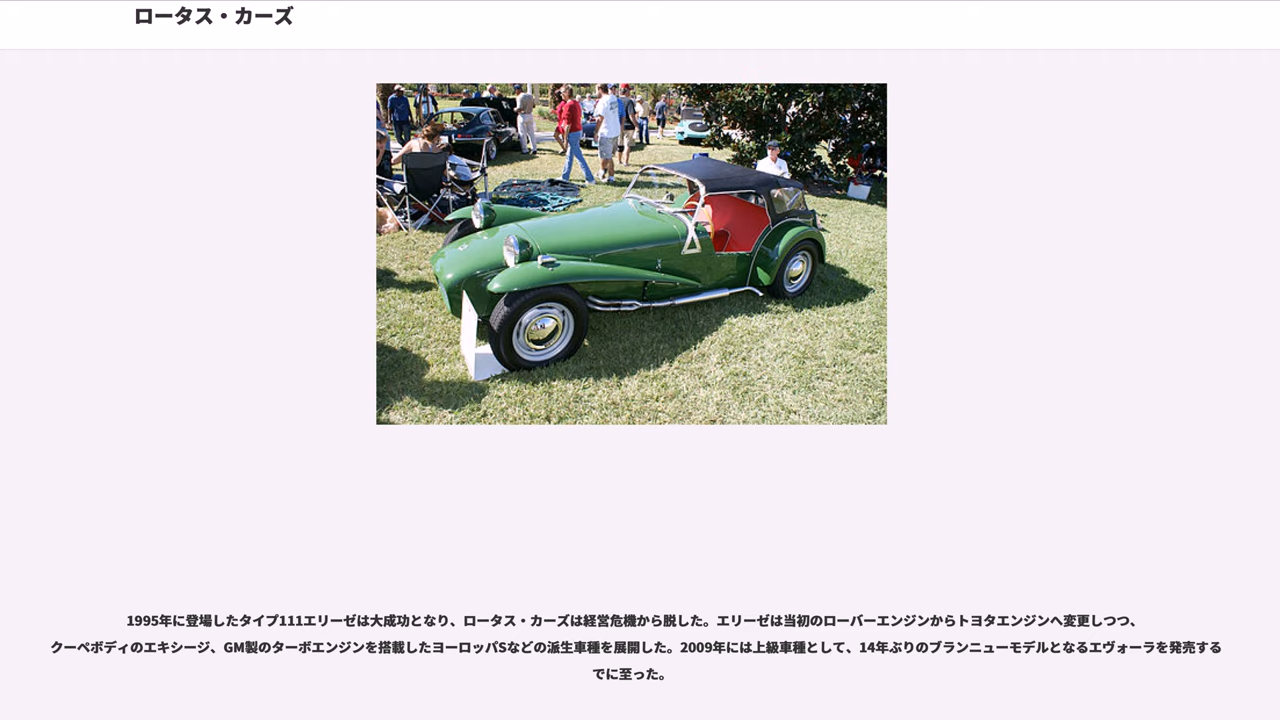 ロータス・カーズ
1995年に登場したタイプ111エリーゼは大成功となり、ロータス・カーズは経営危機から脱した。エリーゼは当初のローバーエンジンからトヨタエンジンへ変更しつつ、
クーペボディのエキシージ、GM製のターボエンジンを搭載したヨーロッパSなどの派生車種を展開した。2009年には上級車種として、14年ぶりのブランニューモデルとなるエヴォーラを発売する
でに至った。